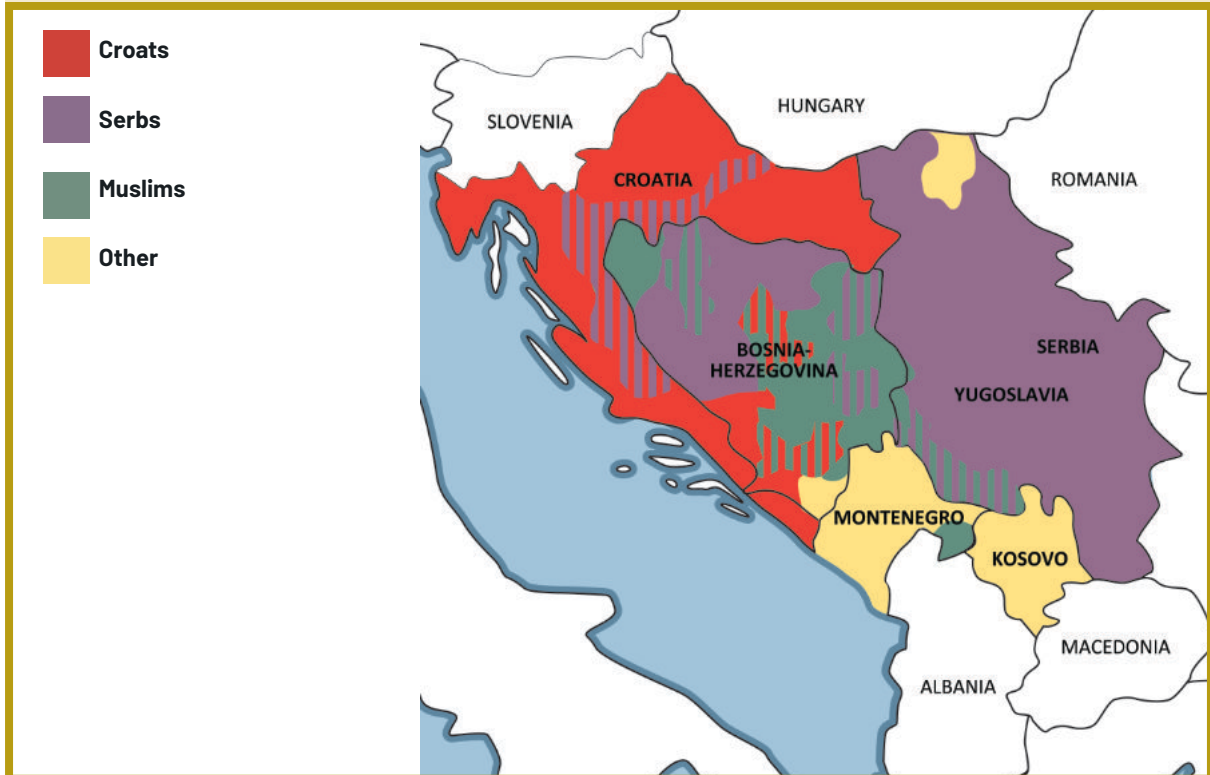 Croats
Serbs
Muslims
Other
SLOVENIA
HUNGARY
CROATIA
ROMANIA
BOSNIA-
HERZEGOVINA
SERBIA
YUGOSLAVIA
MONTENEGRO
KOSOVO
MACEDONIA
ALBANIA